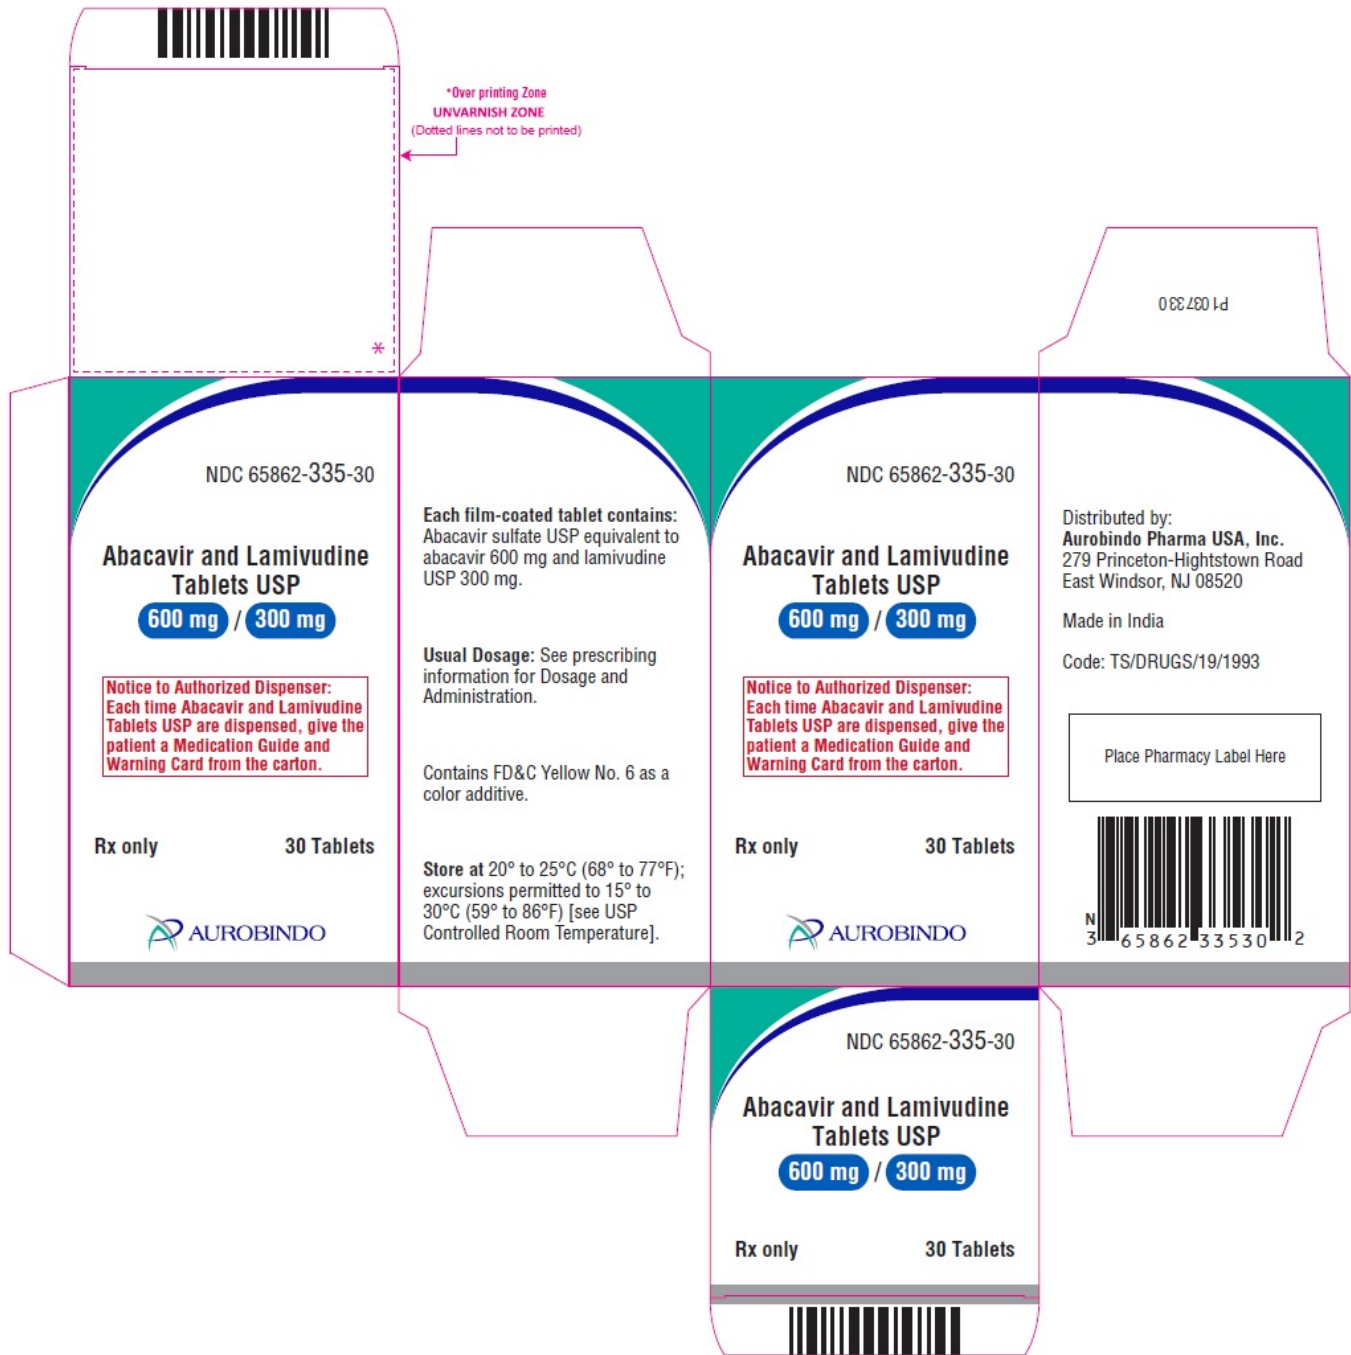 *Over printing Zone
UNVARNISH ZONE
(Dotted lines not to be printed)
*
P1037330
NDC 65862-335-30
Abacavir and Lamivudine
Tablets USP
600 mg / 300 mg
Notice to Authorized Dispenser:
Each time Abacavir and Lamivudine
Tablets USP are dispensed, give the
patient a Medication Guide and
Warning Card from the carton.
Rx only 30 Tablets
AUROBINDO
Each film-coated tablet contains:
Abacavir sulfate USP equivalent to
abacavir 600 mg and lamivudine
USP 300 mg.
Usual Dosage: See prescribing
information for Dosage and
Administration.
Contains FD&C Yellow No. 6 as a
color additive.
Store at 20° to 25°C (68° to 77°F);
excursions permitted to 15° to
30°C (59° to 86°F) [see USP
Controlled Room Temperature].
NDC 65862-335-30
Abacavir and Lamivudine
Tablets USP
600 mg / 300 mg
Notice to Authorized Dispenser:
Each time Abacavir and Lamivudine
Tablets USP are dispensed, give the
patient a Medication Guide and
Warning Card from the carton.
Rx only 30 Tablets
AUROBINDO
Distributed by:
Aurobindo Pharma USA, Inc.
279 Princeton-Hightstown Road
East Windsor, NJ 08520
Made in India
Code: TS/DRUGS/19/1993
Place Pharmacy Label Here
N
3 65862 33530 2
NDC 65862-335-30
Abacavir and Lamivudine
Tablets USP
600 mg / 300 mg
Rx only 30 Tablets